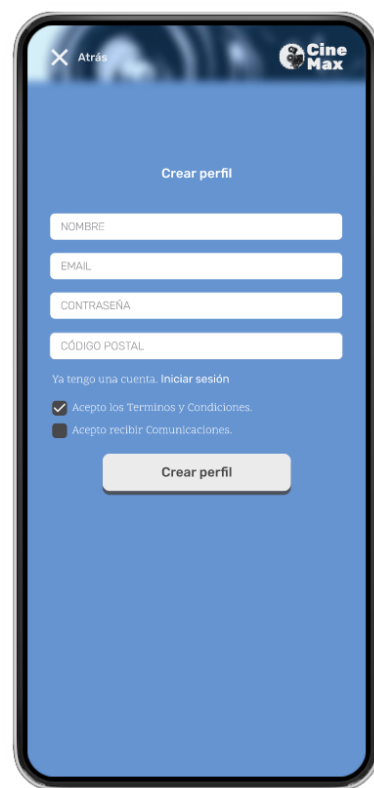 Atrás
Cine
Max
Crear perfil
NOMBRE
EMAIL
CONTRASEÑA
CÓDIGO POSTAL
Ya tengo una cuenta. Iniciar sesión
Acepto los Terminos y Condiciones.
Acepto recibir Comunicaciones.
Crear perfil